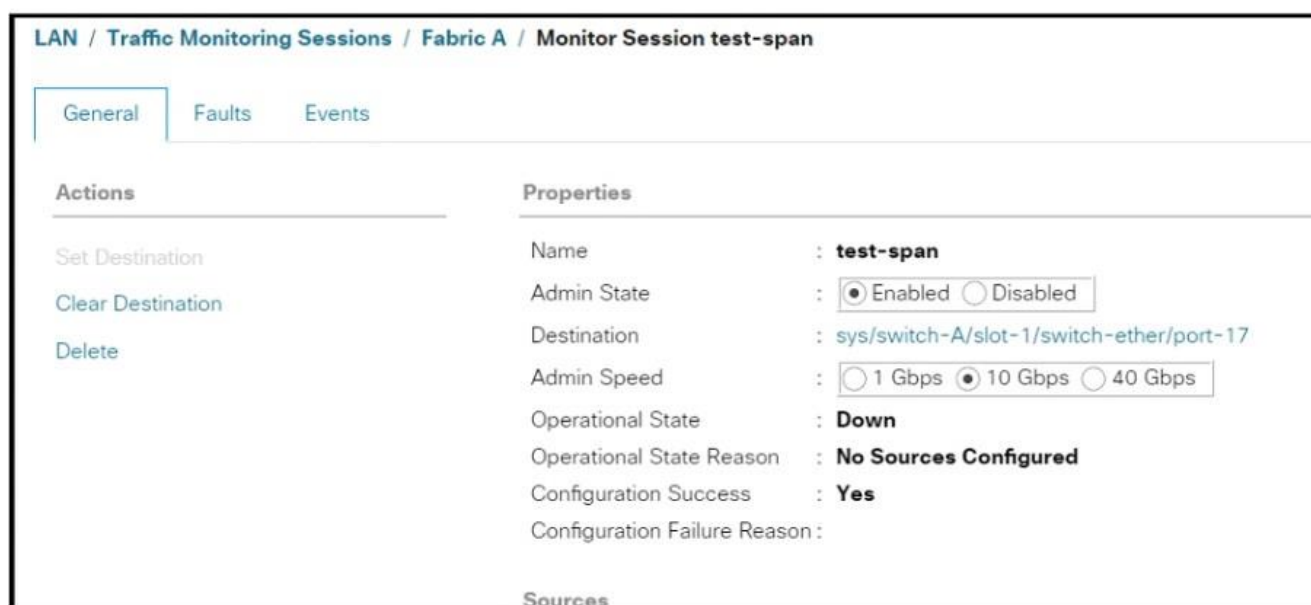 LAN / Traffic Monitoring Sessions / Fabric A / Monitor Session test-span
General Faults Events
Actions
Set Destination
Clear Destination
Delete
Properties
Name : test-span
Admin State : Enabled Disabled
Destination : sys/switch-A/slot-1/switch-ether/port-17
Admin Speed : 1 Gbps 10 Gbps 40 Gbps
Operational State : Down
Operational State Reason : No Sources Configured
Configuration Success : Yes
Configuration Failure Reason :
Sources